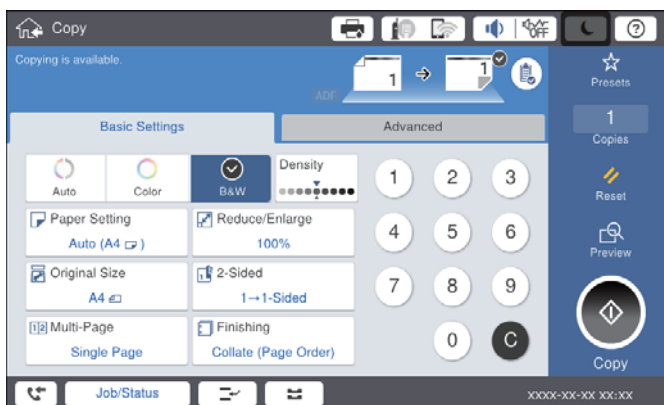 Copy
OFF
?
Copying is available.
ADF
1
1
Presets
Basic Settings
Advanced
1
Copies
Auto
Color
B&W
Density
1
2
3
Reset
Paper Setting
Auto (A4)
Reduce/Enlarge
100%
4
5
6
Preview
Original Size
A4
2-Sided
1→1-Sided
7
8
9
1 2 Multi-Page
Single Page
Finishing
Collate (Page Order)
0
C
Copy
Job/Status
xxxx-xx-xx xx:xx